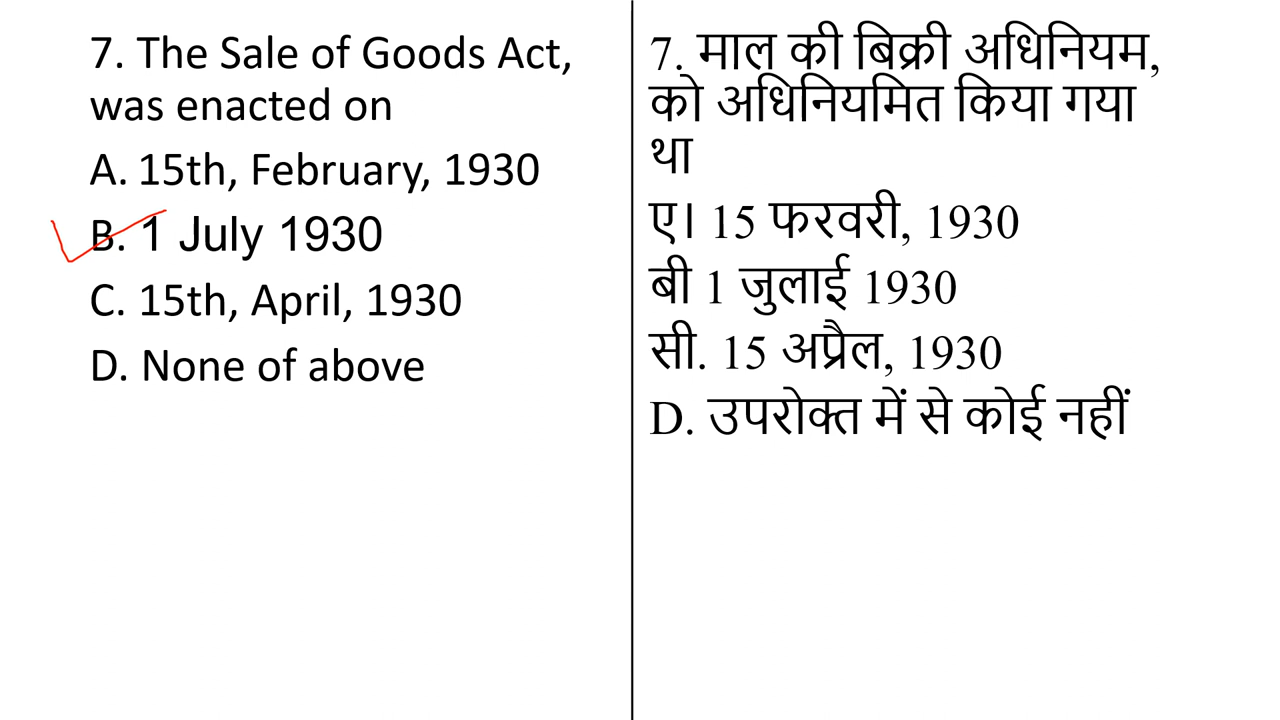 7. The Sale of Goods Act,
was enacted on
A. 15th, February, 1930
B. 1 July 1930
C. 15th, April, 1930
D. None of above
7. माल की बिक्री अधिनियम,
को अधिनियमित किया गया
था
ए। 15 फरवरी, 1930
बी 1 जुलाई 1930
सी. 15 अप्रैल, 1930
D. उपरोक्त में से कोई नहीं